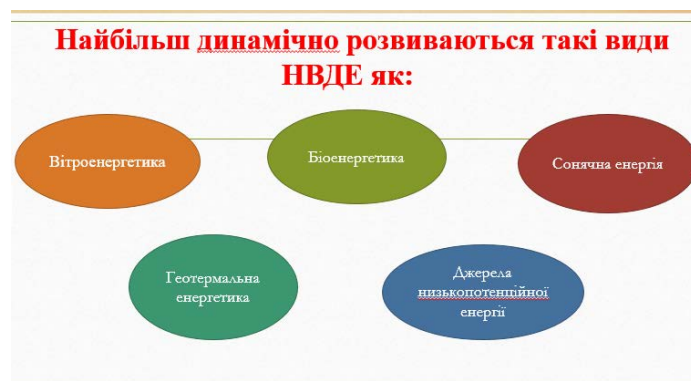 Найбільш динамічно розвиваються такі види
НВДЕ як:
Вітроенергетика
Біоенергетика
Сонячна енергія
Геотермальна
енергетика
Джерела
низькопотенційної
енергії